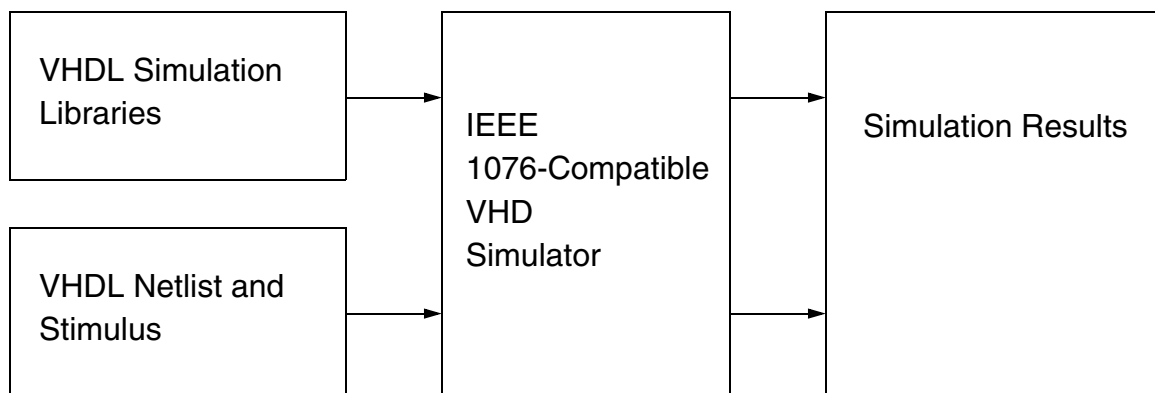 VHDL Simulation
Libraries
VHDL Netlist and
Stimulus
IEEE
1076-Compatible
VHD
Simulator
Simulation Results